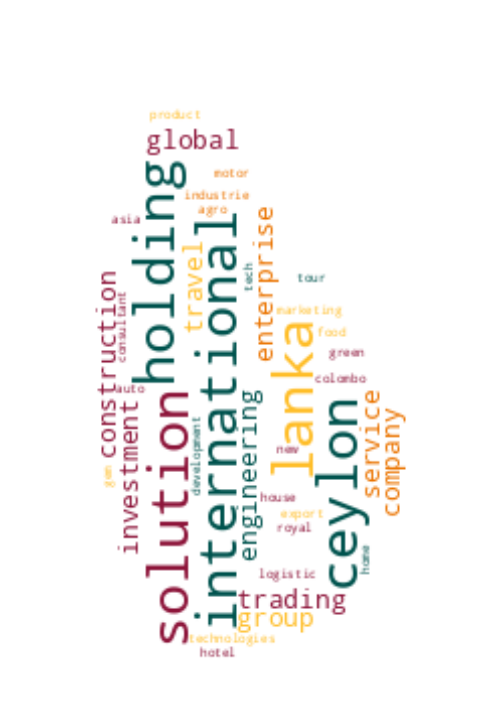 product
global
motor
holding
industrie
agro
asia
international
enterprise
travel
tech
tour
construction
consultant
marketing
lanka
food
green
colombo
auto
solution
investment
engineering
ceylon
service
company
development
new
gem
house
export
royal
home
logistic
trading
group
technologies
hotel